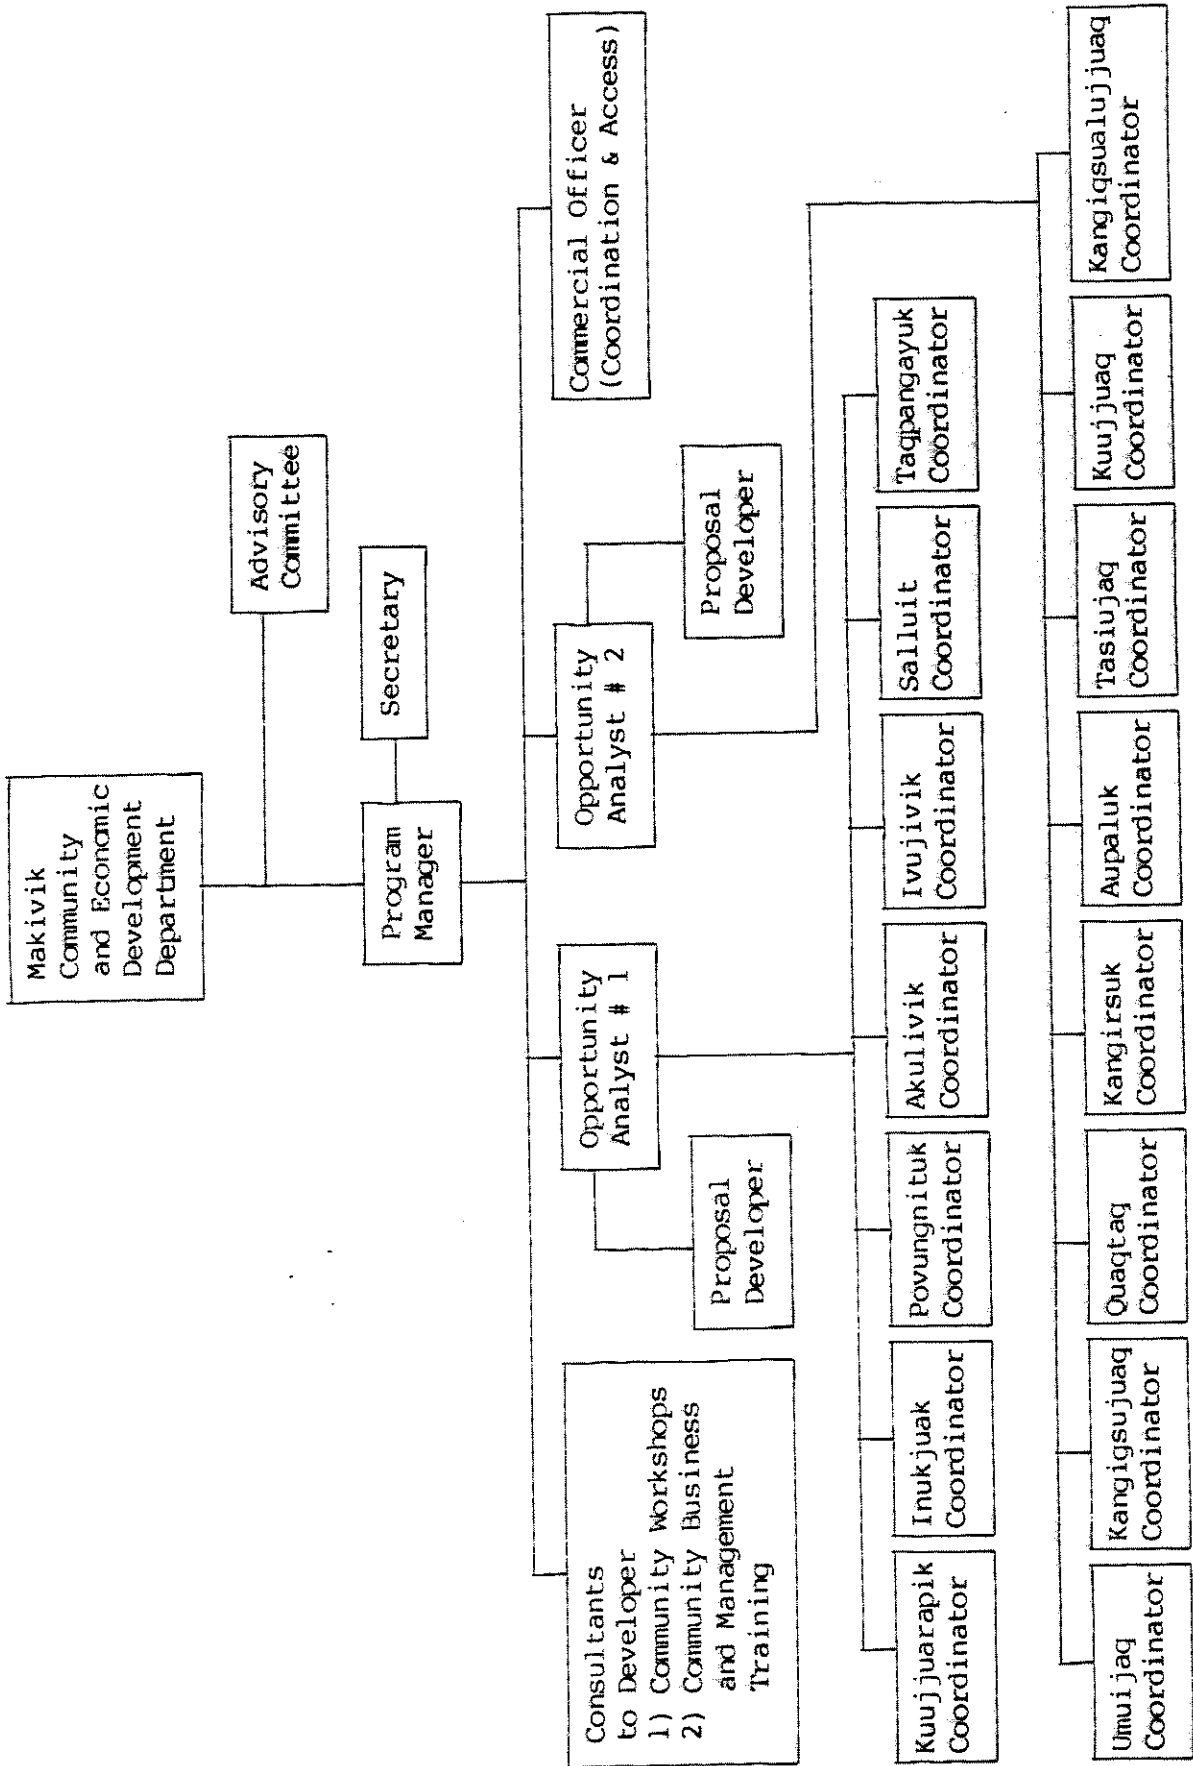 Makivik
Community
and Economic
Development
Department
Advisory
Committee
Program
Manager
Secretary
Consultants
to Developer
1) Community Workshops
2) Community Business
and Management
Training
Opportunity
Analyst # 1
Opportunity
Analyst # 2
Commercial Officer
(Coordination & Access)
Proposal
Developer
Proposal
Developer
Kuujjuarapik
Coordinator
Inukjuak
Coordinator
Povungnituk
Coordinator
Akulivik
Coordinator
Ivujivik
Coordinator
Salluit
Coordinator
Taqpangayuk
Coordinator
Umuijaq
Coordinator
Kangigsujuaq
Coordinator
Quaqtaq
Coordinator
Kangirsuk
Coordinator
Aupaluk
Coordinator
Tasiujaq
Coordinator
Kuujjuaq
Coordinator
Kangiqsualujjuaq
Coordinator